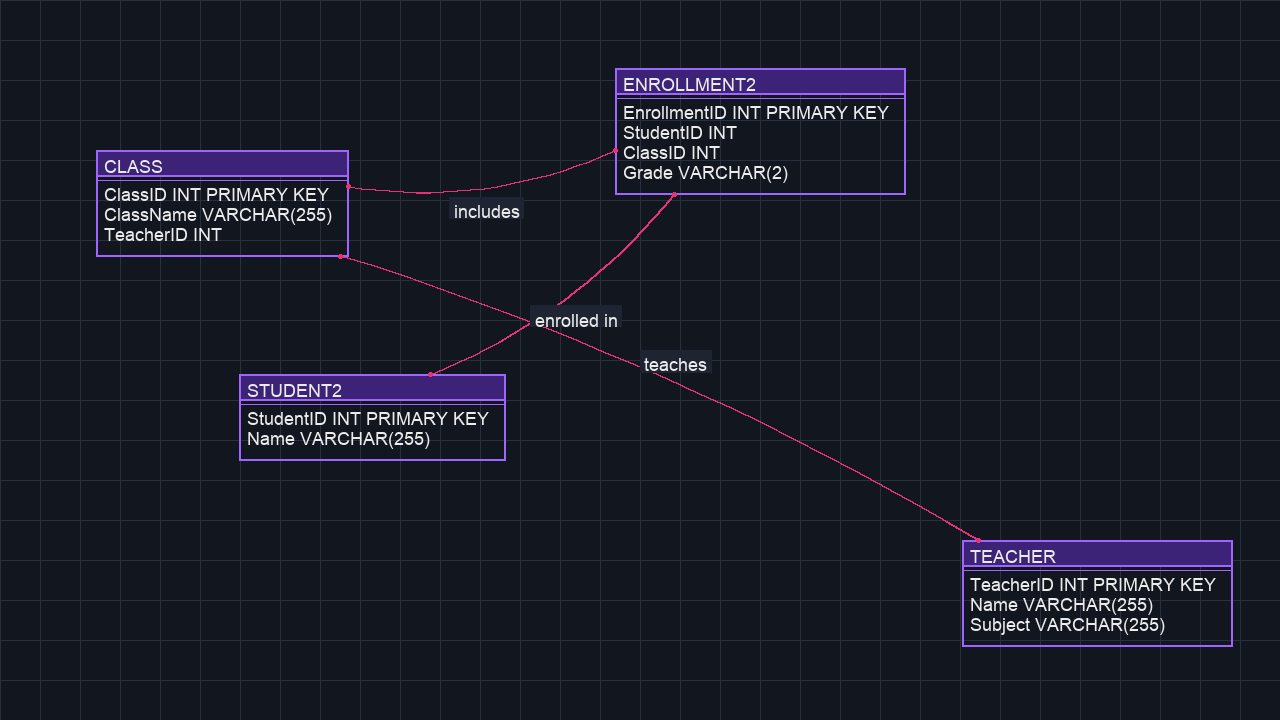 ENROLLMENT2
EnrollmentID INT PRIMARY KEY
StudentID INT
ClassID INT
Grade VARCHAR(2)
CLASS
ClassID INT PRIMARY KEY
ClassName VARCHAR(255)
TeacherID INT
includes
enrolled in
teaches
STUDENT2
StudentID INT PRIMARY KEY
Name VARCHAR(255)
TEACHER
TeacherID INT PRIMARY KEY
Name VARCHAR(255)
Subject VARCHAR(255)